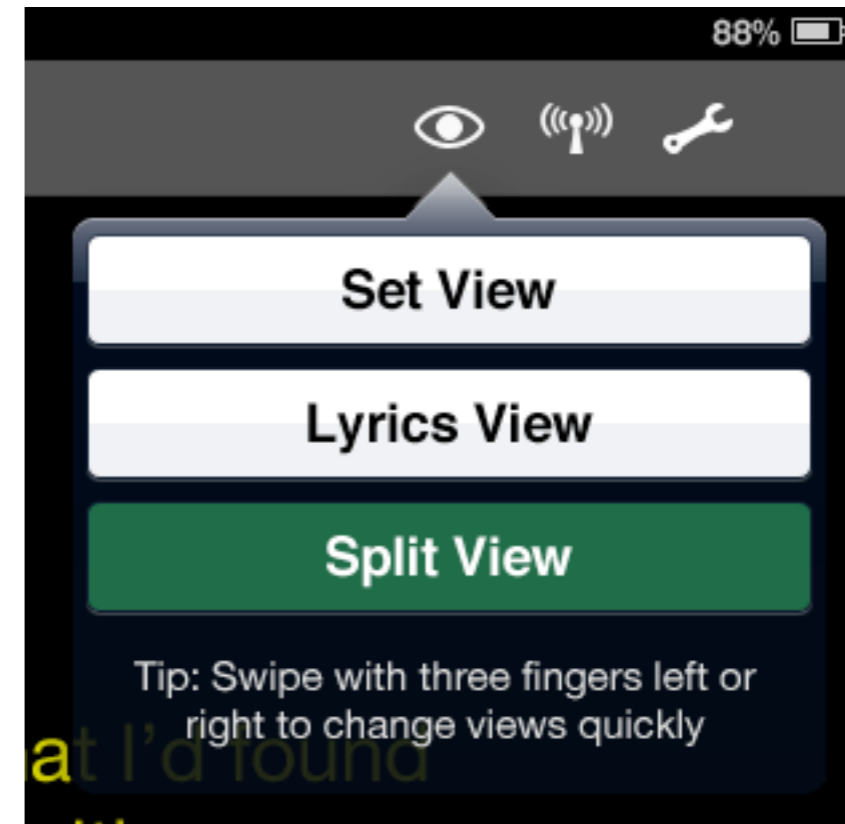 88%
Set View
Lyrics View
Split View
Tip: Swipe with three fingers left or
right to change views quickly
at I'd found